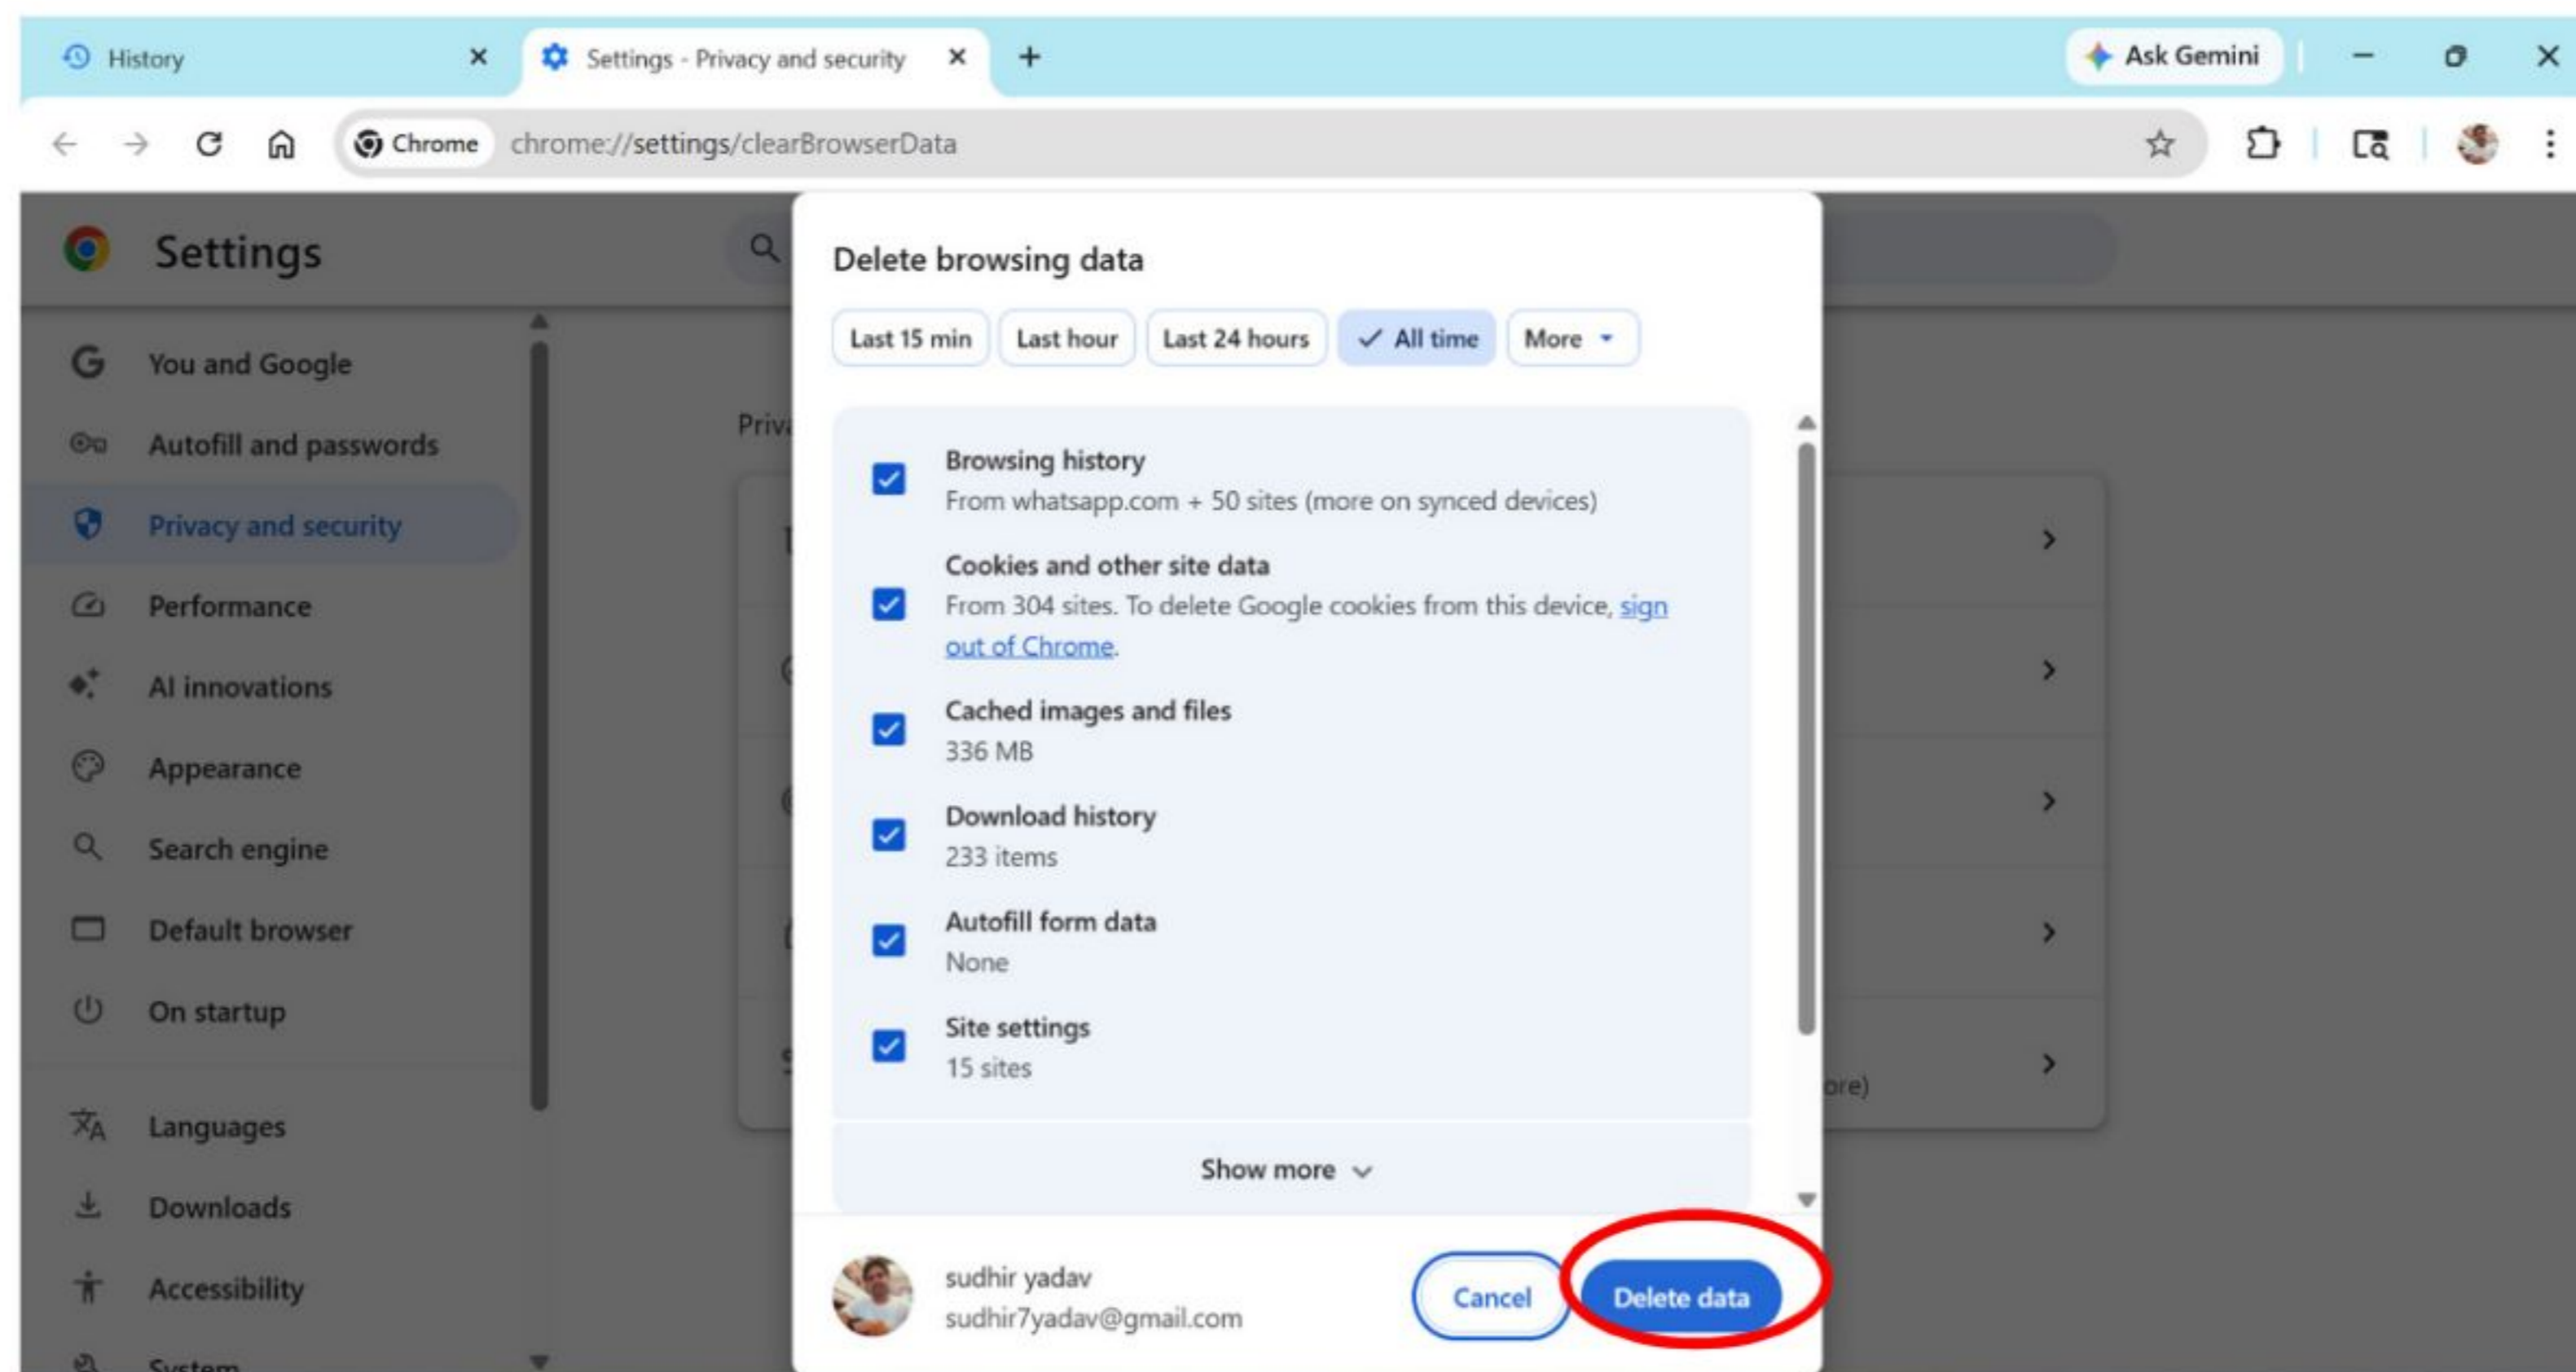 History
Settings - Privacy and security
Ask Gemini
Chrome
chrome://settings/clearBrowserData
Settings
You and Google
Autofill and passwords
Privacy and security
Performance
AI innovations
Appearance
Search engine
Default browser
On startup
Languages
Downloads
Accessibility
System
Delete browsing data
Last 15 min
Last hour
Last 24 hours
All time
More
Browsing history
From whatsapp.com + 50 sites (more on synced devices)
Cookies and other site data
From 304 sites. To delete Google cookies from this device, sign
out of Chrome.
Cached images and files
336 MB
Download history
233 items
Autofill form data
None
Site settings
15 sites
Show more
sudhir yadav
sudhir7yadav@gmail.com
Cancel
Delete data